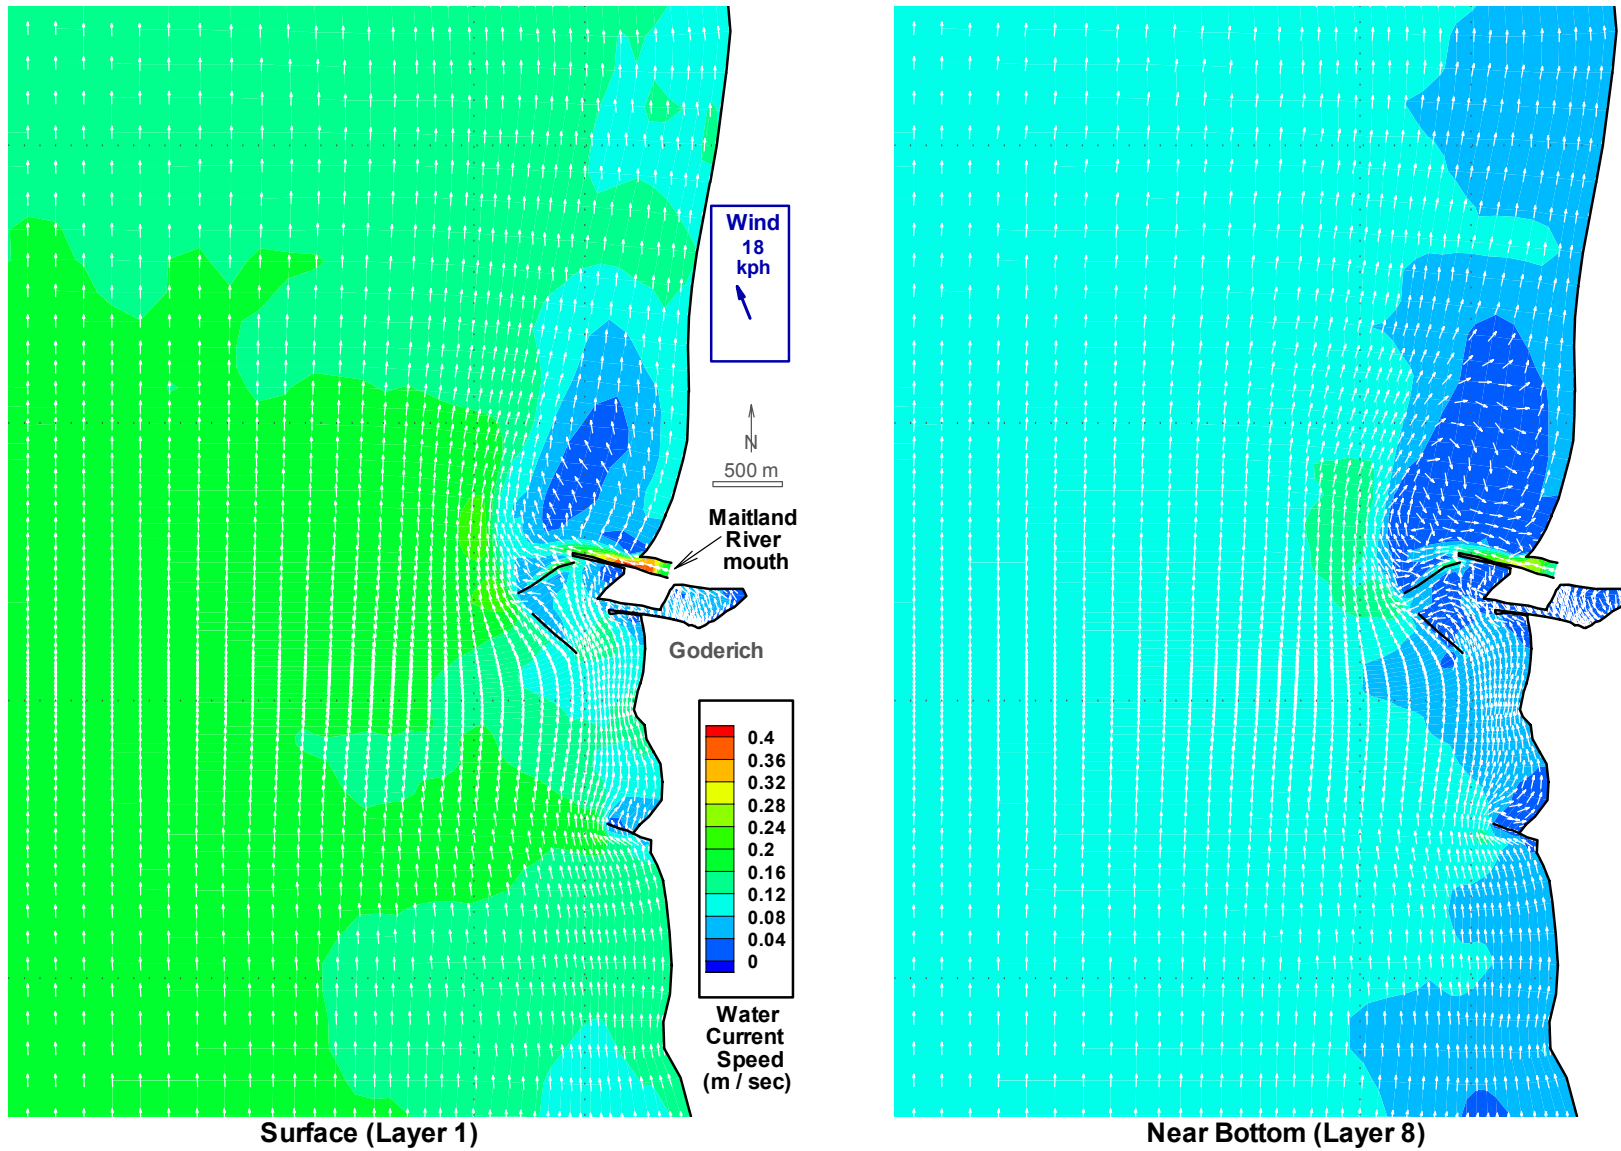 Wind
18
kph
N
500 m
Maitland
River
mouth
Goderich
0.4
0.36
0.32
0.28
0.24
0.2
0.16
0.12
0.08
0.04
0
Water
Current
Speed
(m / sec)
Surface (Layer 1)
Near Bottom (Layer 8)